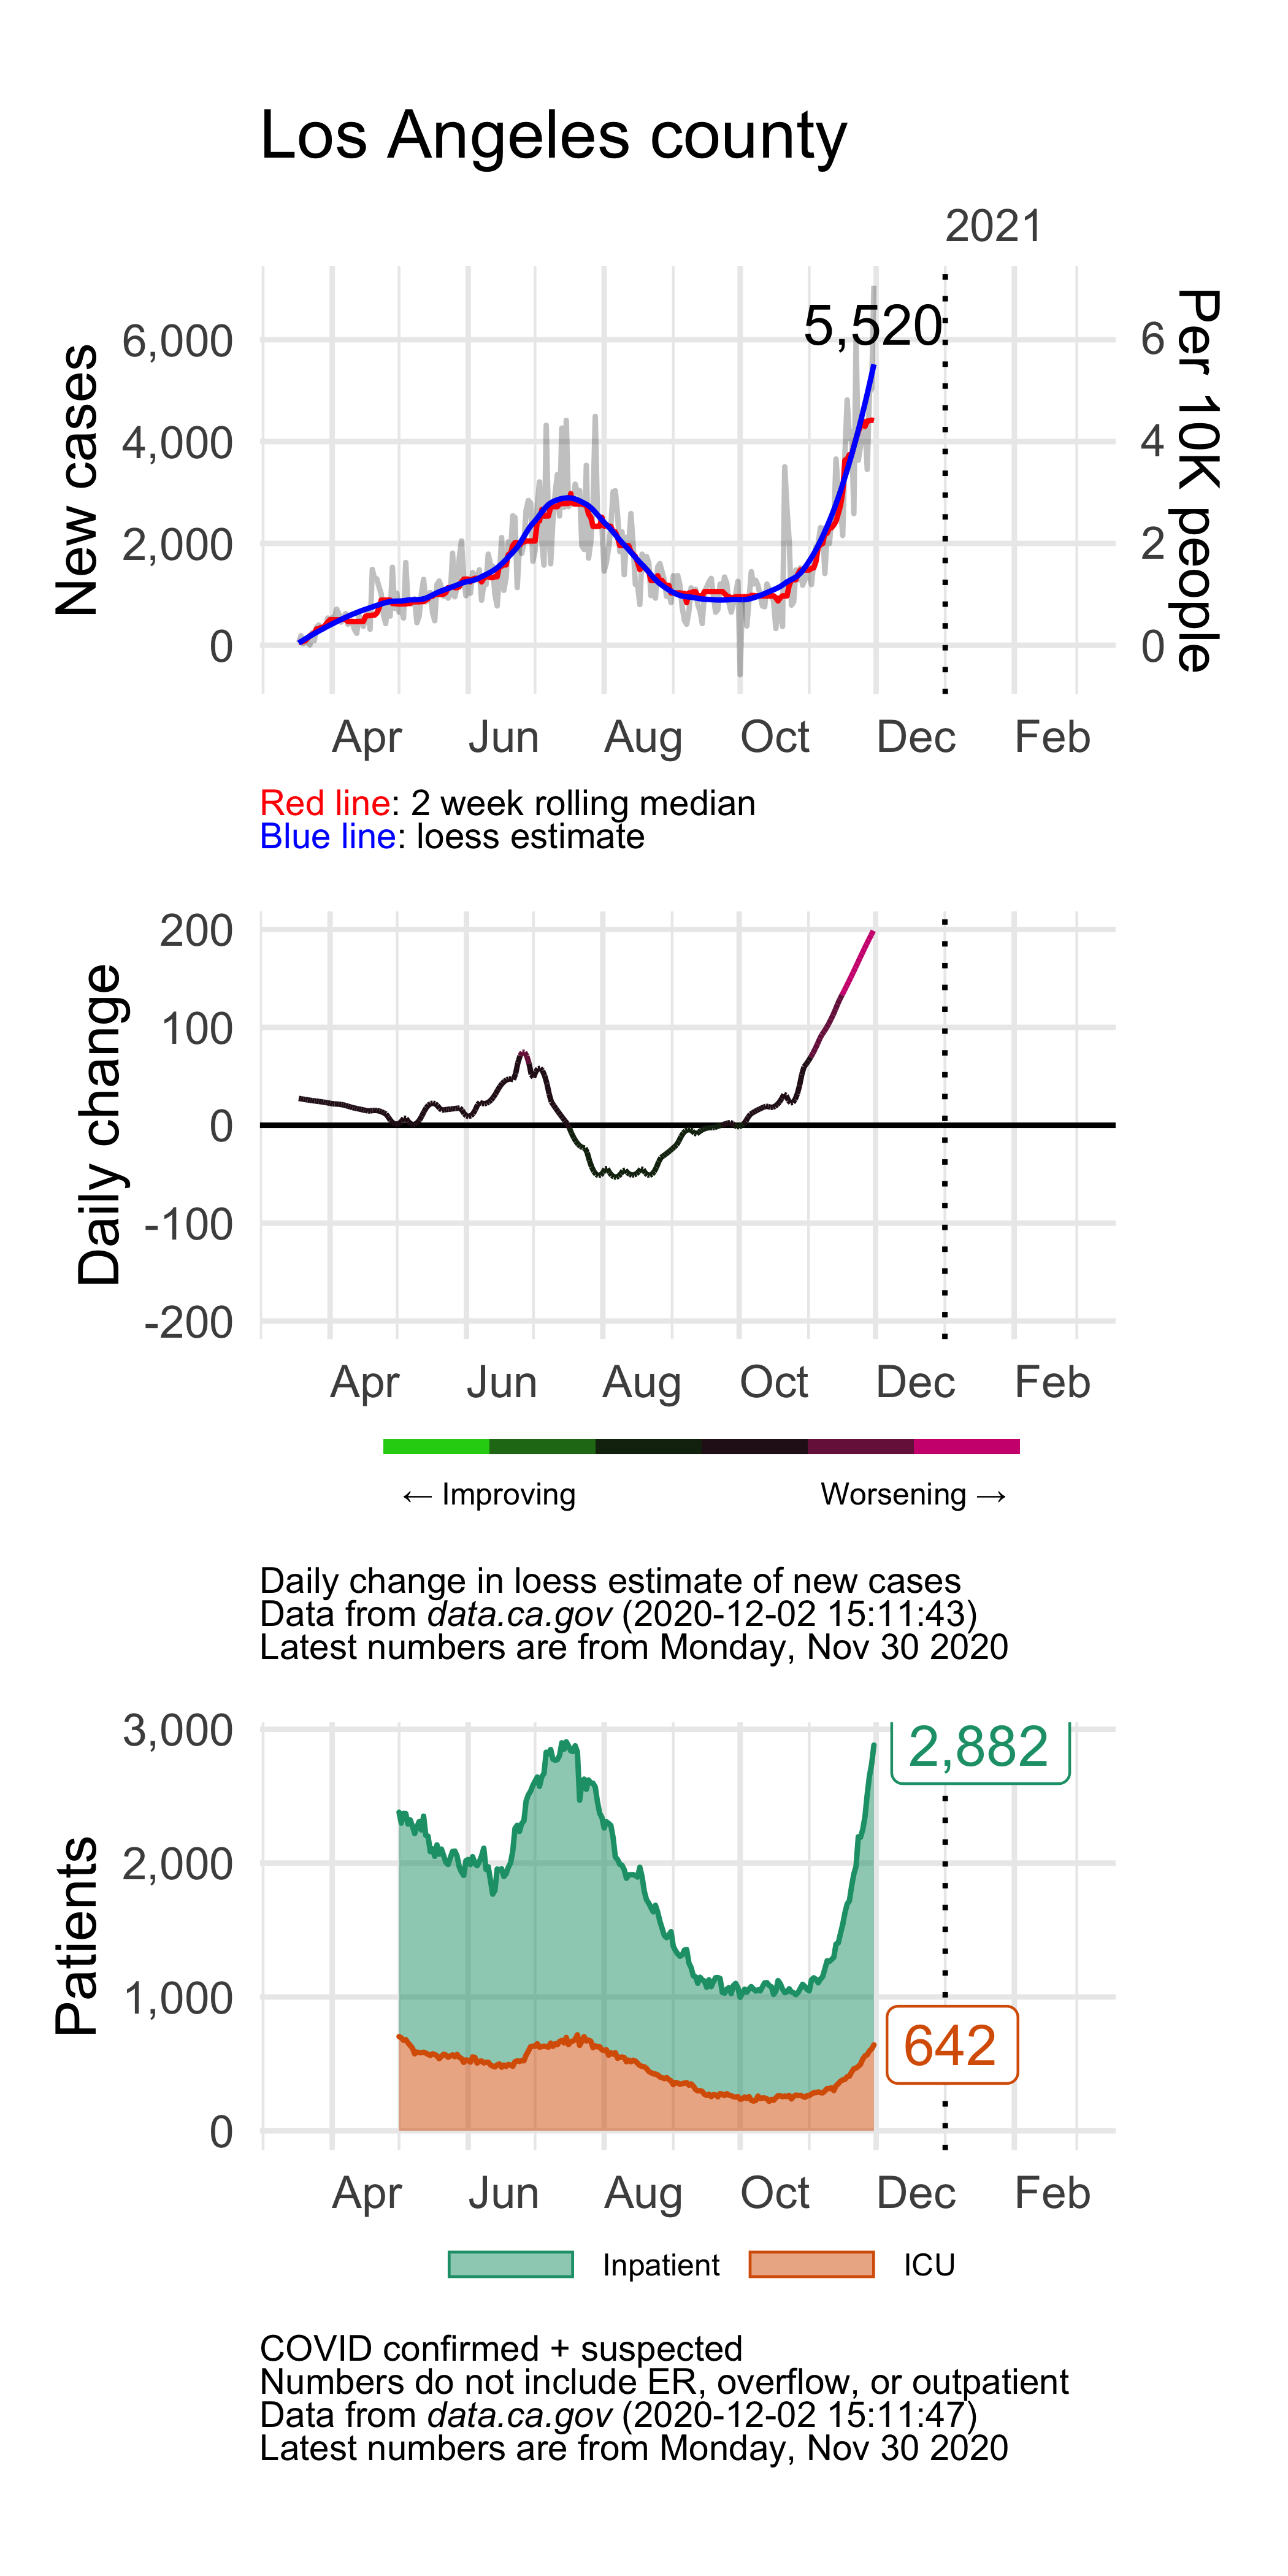 Los Angeles county
2021
5,520
New cases
6,000
4,000
2,000
0
Per 10K people
6
4
2
0
Apr Jun Aug Oct Dec Feb
Red line: 2 week rolling median
Blue line: loess estimate
Daily change
200
100
0
-100
-200
Apr Jun Aug Oct Dec Feb
← Improving Worsening →
Daily change in loess estimate of new cases
Data from data.ca.gov (2020-12-02 15:11:43)
Latest numbers are from Monday, Nov 30 2020
Patients
3,000
2,000
1,000
0
2,882
642
Apr Jun Aug Oct Dec Feb
Inpatient ICU
COVID confirmed + suspected
Numbers do not include ER, overflow, or outpatient
Data from data.ca.gov (2020-12-02 15:11:47)
Latest numbers are from Monday, Nov 30 2020